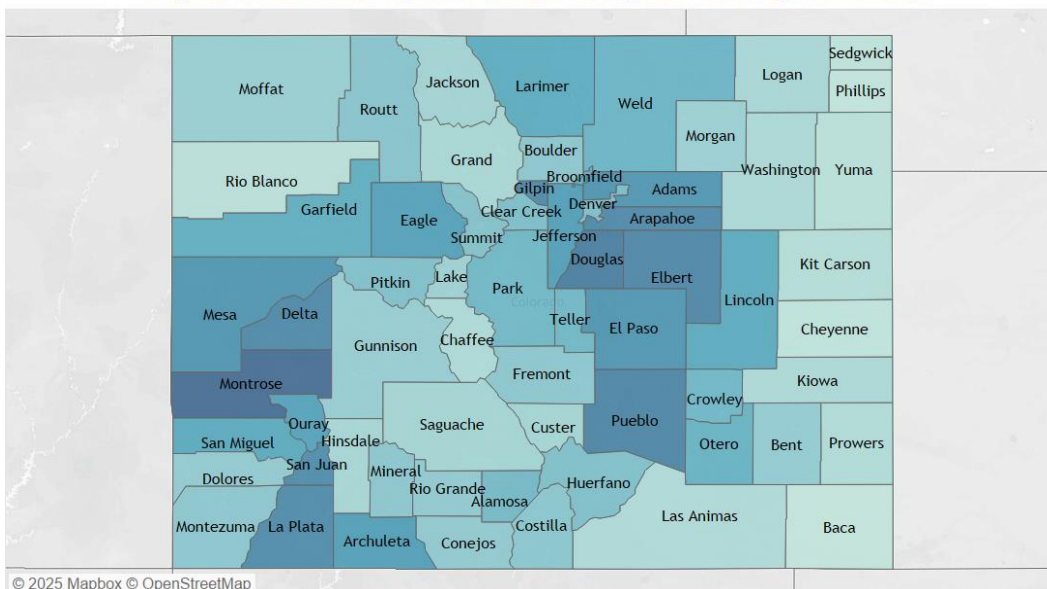 Sedgwick
Jackson
Logan
Moffat
Larimer
Phillips
Weld
Routt
Morgan
Boulder
Grand
Washington
Yuma
Broomfield
Rio Blanco
Gilpin
Adams
Denver
Garfield
Clear Creek
Eagle
Arapahoe
Summit
Jefferson
Douglas
Kit Carson
Lake
Elbert
Pitkin
Park
Lincoln
Colorado
Mesa
Delta
Teller
El Paso
Cheyenne
Chaffee
Gunnison
Fremont
Kiowa
Montrose
Crowley
Pueblo
Ouray
Saguache
Custer
Hinsdale
San Miguel
Otero
Bent
Prowers
San Juan
Mineral
Dolores
Huerfano
Rio Grande
Alamosa
Las Animas
Montezuma
La Plata
Costilla
Baca
Archuleta
Conejos
© 2025 Mapbox © OpenStreetMap